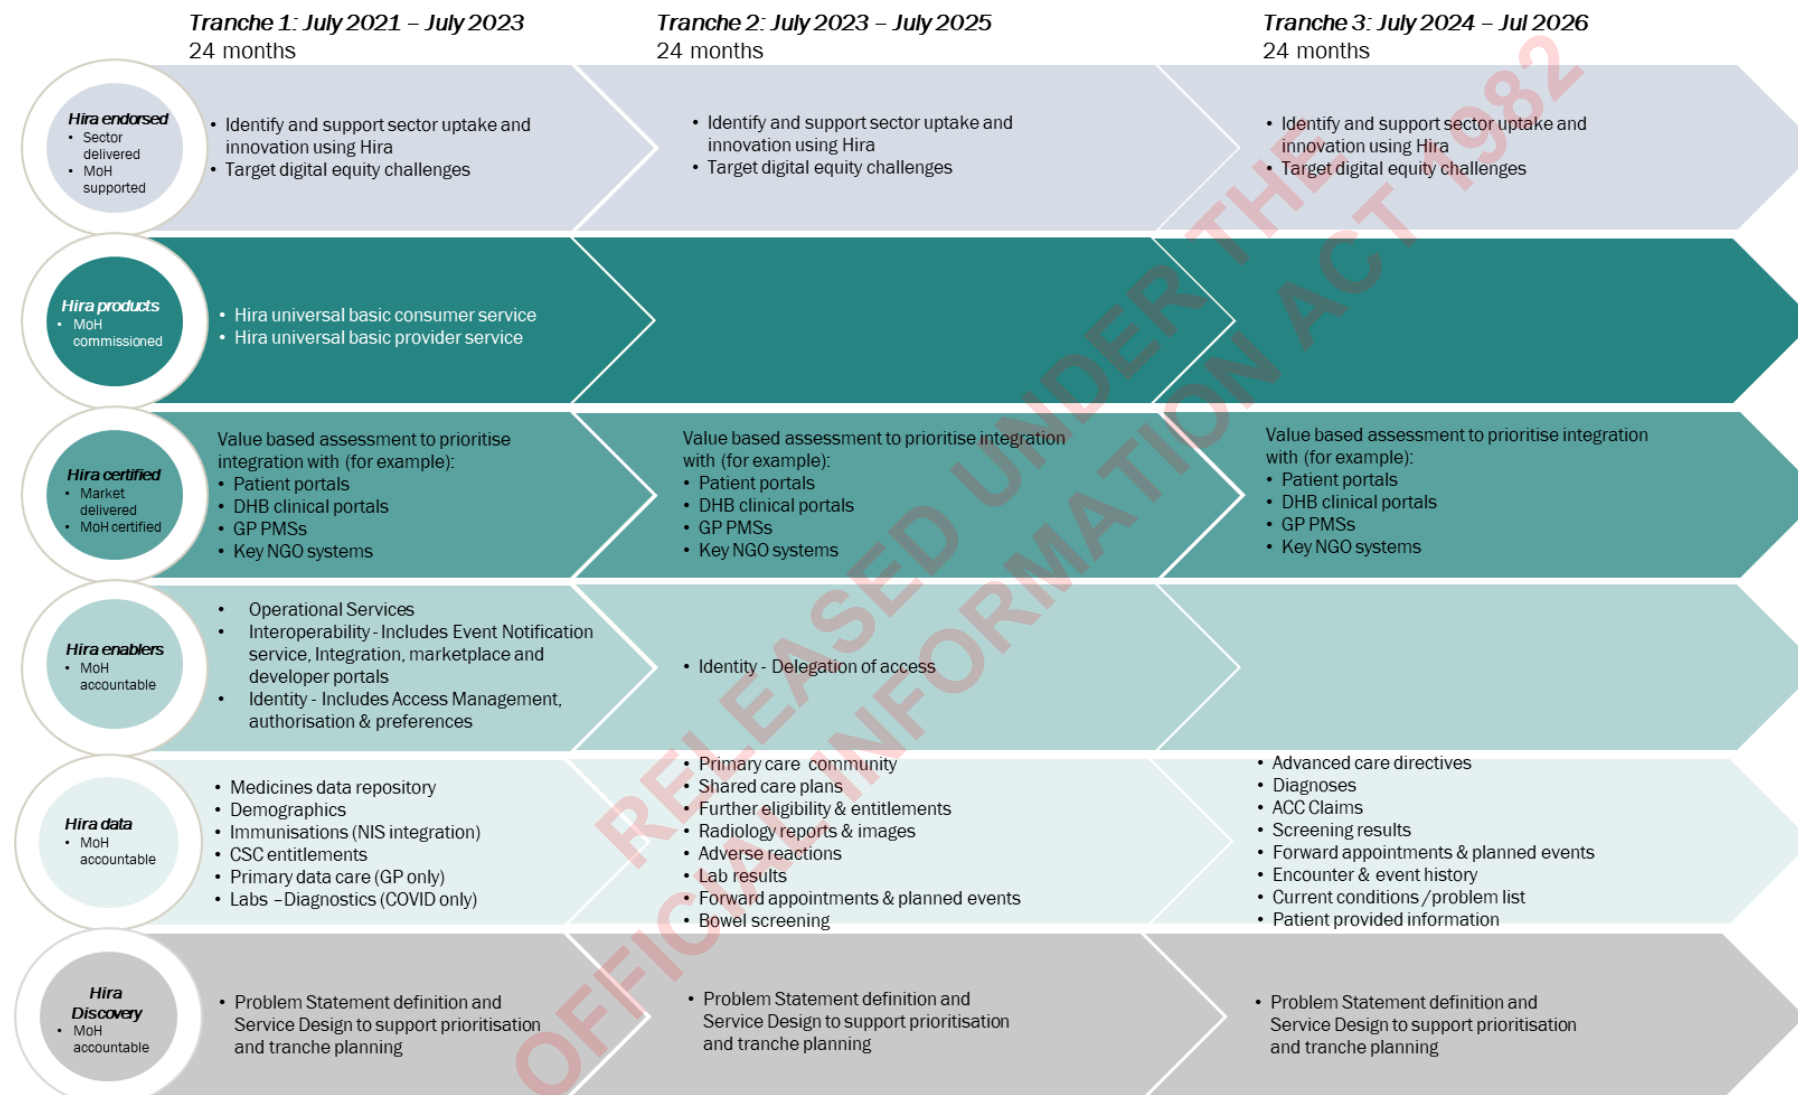 Tranche 1: July 2021 – July 2023
24 months
Tranche 2: July 2023 – July 2025
24 months
Tranche 3: July 2024 – Jul 2026
24 months
Hira endorsed
• Sector
delivered
• MoH
supported
• Identify and support sector uptake and
innovation using Hira
• Target digital equity challenges
• Identify and support sector uptake and
innovation using Hira
• Target digital equity challenges
• Identify and support sector uptake and
innovation using Hira
• Target digital equity challenges
Hira products
• MoH
commissioned
• Hira universal basic consumer service
• Hira universal basic provider service
Hira certified
• Market
delivered
• MoH certified
Value based assessment to prioritise
integration with (for example):
• Patient portals
• DHB clinical portals
• GP PMSs
• Key NGO systems
Value based assessment to prioritise integration
with (for example):
• Patient portals
• DHB clinical portals
• GP PMSs
• Key NGO systems
Value based assessment to prioritise integration
with (for example):
• Patient portals
• DHB clinical portals
• GP PMSs
• Key NGO systems
Hira enablers
• MoH
accountable
• Operational Services
• Interoperability - Includes Event Notification
service, Integration, marketplace and
developer portals
• Identity - Includes Access Management,
authorisation & preferences
• Identity - Delegation of access
Hira data
• MoH
accountable
• Medicines data repository
• Demographics
• Immunisations (NIS integration)
• CSC entitlements
• Primary data care (GP only)
• Labs – Diagnostics (COVID only)
• Primary care community
• Shared care plans
• Further eligibility & entitlements
• Radiology reports & images
• Adverse reactions
• Lab results
• Forward appointments & planned events
• Bowel screening
• Advanced care directives
• Diagnoses
• ACC Claims
• Screening results
• Forward appointments & planned events
• Encounter & event history
• Current conditions / problem list
• Patient provided information
Hira
Discovery
• MoH
accountable
• Problem Statement definition and
Service Design to support prioritisation
and tranche planning
• Problem Statement definition and
Service Design to support prioritisation
and tranche planning
• Problem Statement definition and
Service Design to support prioritisation
and tranche planning
RELEASED UNDER THE
OFFICIAL INFORMATION ACT 1982